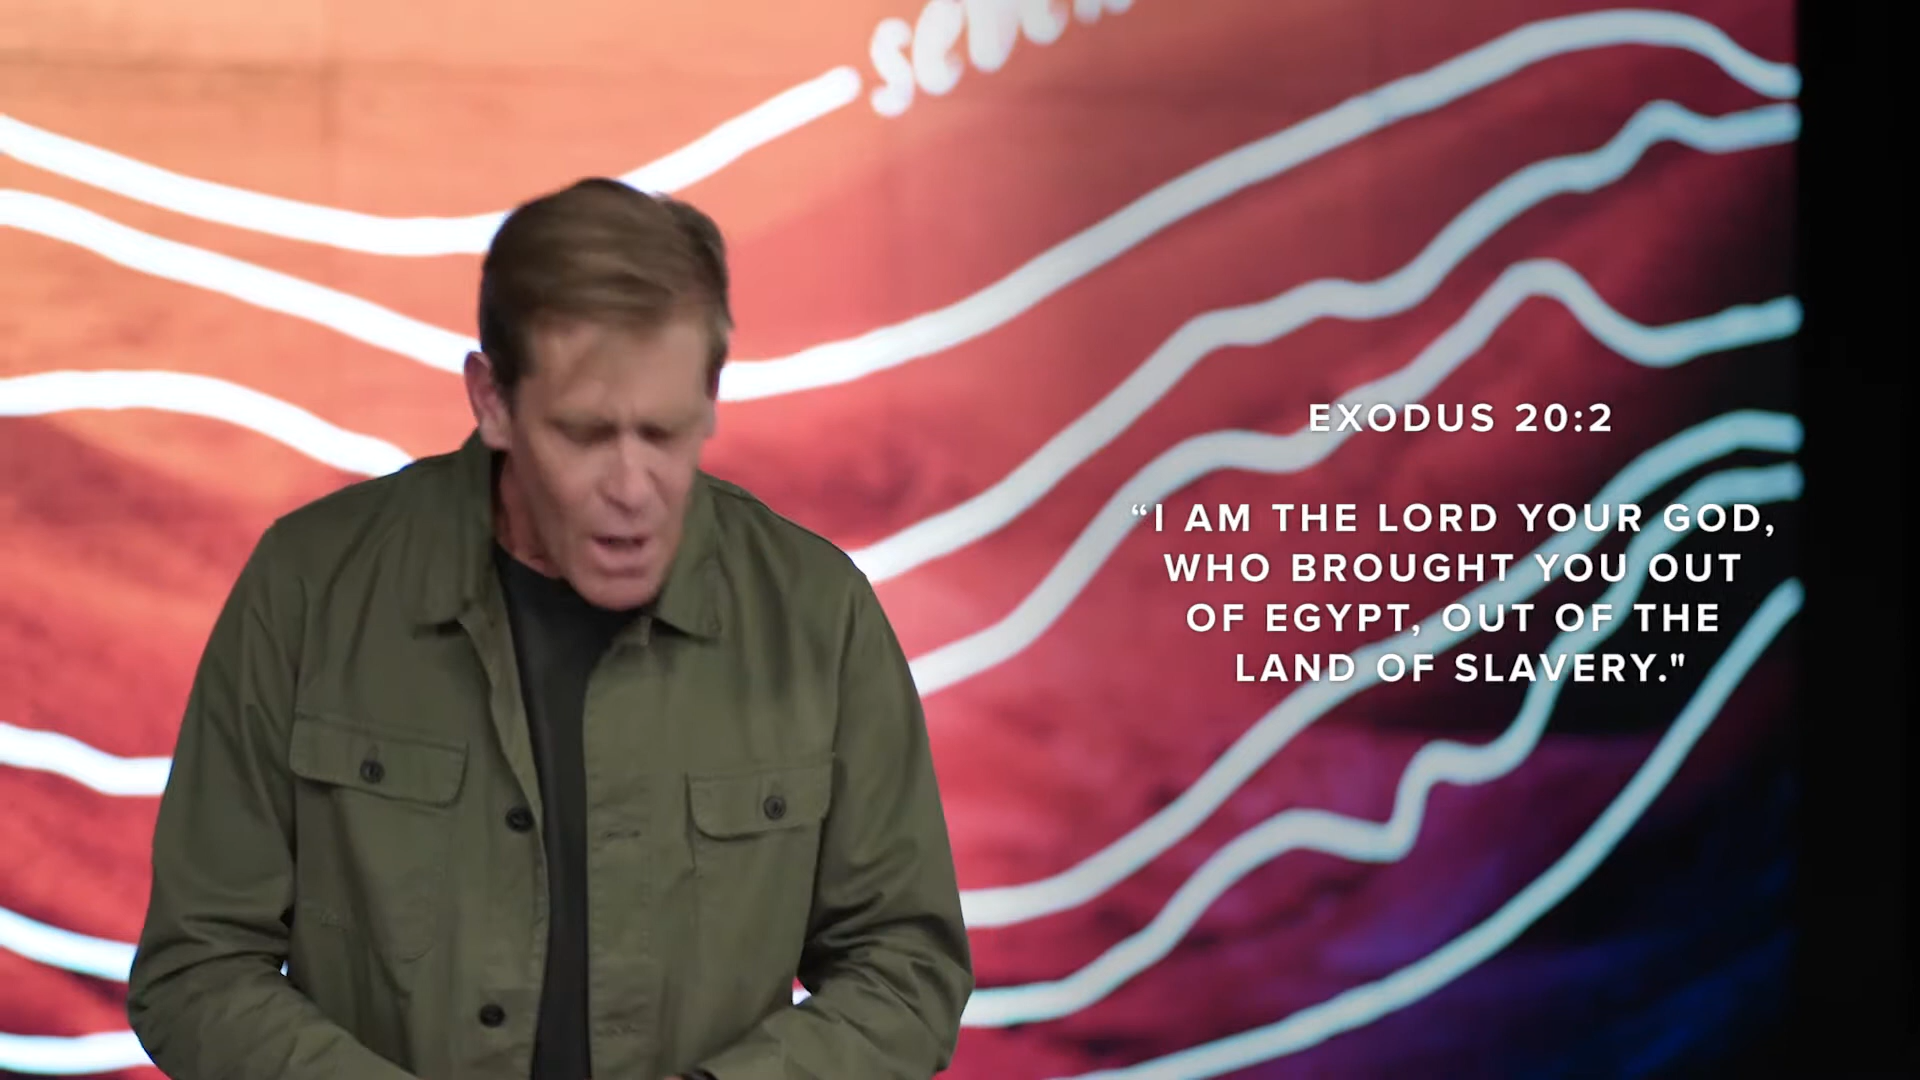 EXODUS 20:2
“I AM THE LORD YOUR GOD,
WHO BROUGHT YOU OUT
OF EGYPT, OUT OF THE
LAND OF SLAVERY."